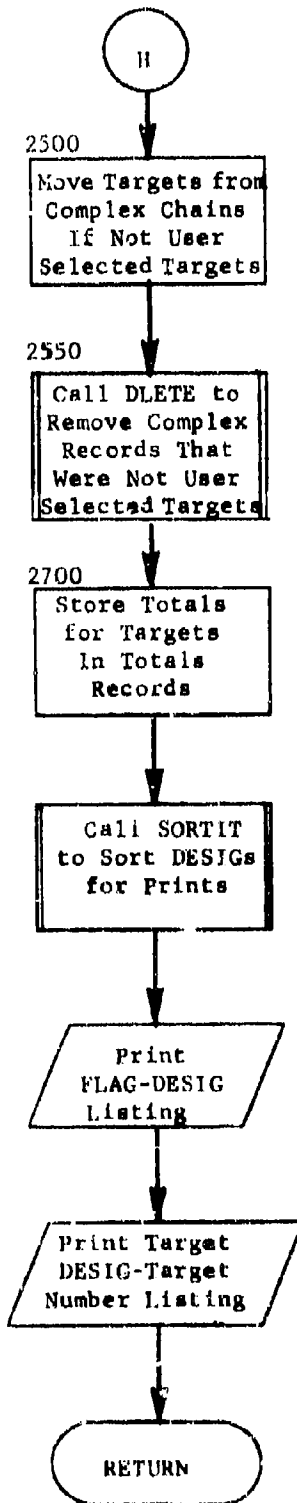 H
2500
Move Targets from
Complex Chains
If Not User
Selected Targets
2550
Call DLETE to
Remove Complex
Records That
Were Not User
Selected Targets
2700
Store Totals
for Targets
In Totals
Records
Call SORTIT
to Sort DESIGs
for Prints
Print
FLAG-DESIG
Listing
Print Target
DESIG-Target
Number Listing
RETURN